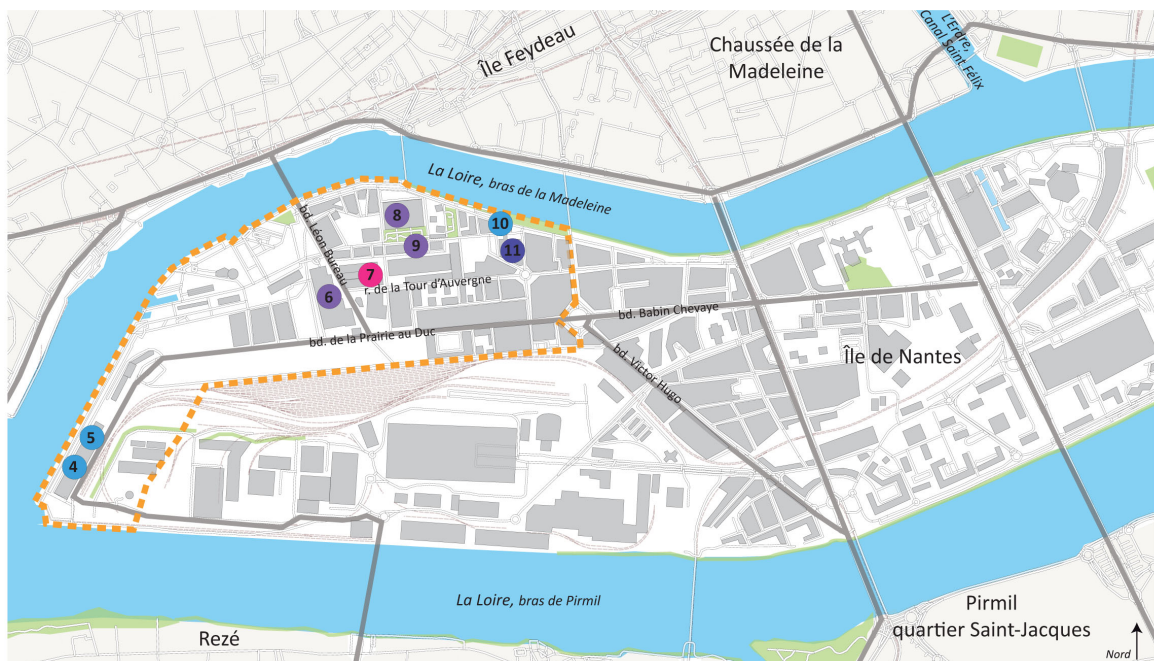 Île Feydeau
Chaussée de la
Madeleine
L'Erdre,
Canal Saint Félix
La Loire, bras de la Madeleine
bd. Léon Bureau
8
10
9
11
7
r. de la Tour d'Auvergne
6
bd. de la Prairie au Duc
bd. Babin Chevaye
bd. Victor Hugo
Île de Nantes
5
4
La Loire, bras de Pirmil
Rezé
Pirmil
quartier Saint-Jacques
Nord